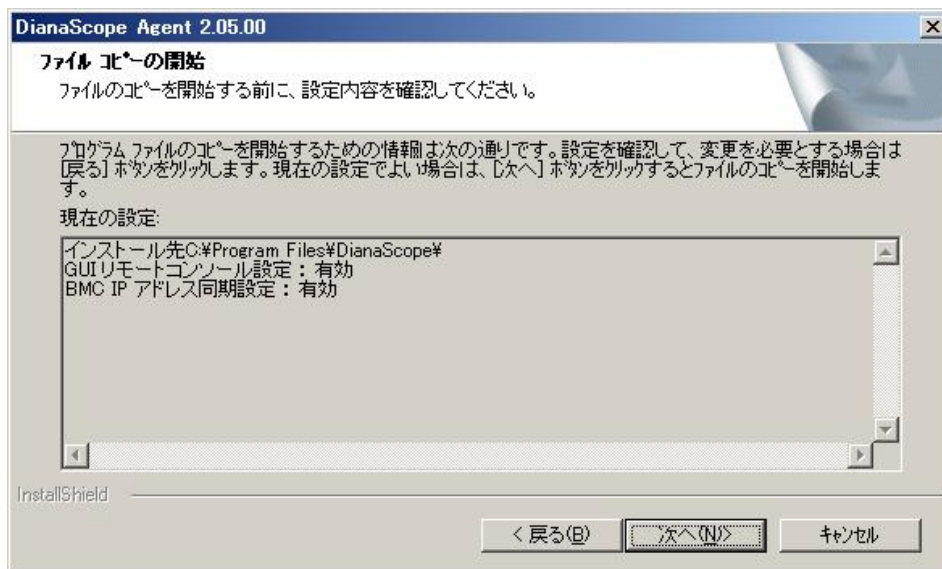 DianaScope Agent 2.05.00
ファイル コピーの開始
ファイルのコピーを開始する前に、設定内容を確認してください。
プログラム ファイルのコピーを開始するための情報は次の通りです。設定を確認して、変更を必要とする場合は
[戻る] ボタンをクリックします。現在の設定でよい場合は、[次へ] ボタンをクリックするとファイルのコピーを開始しま
す。
現在の設定:
インストール先C:¥Program Files¥DianaScope¥
GUIリモートコンソール設定 : 有効
BMC IP アドレス同期設定 : 有効
InstallShield
< 戻る(B)
次へ(N)>
キャンセル